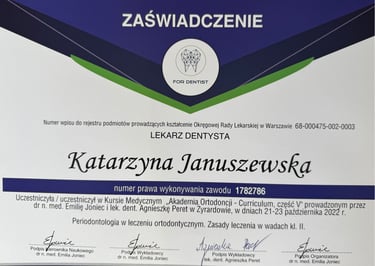 ZAŚWIADCZENIE
FOR DENTIST
Numer wpisu do rejestru podmiotów prowadzących kształcenie Okręgowej Rady Lekarskiej w Warszawie 68-000475-002-0003
LEKARZ DENTYSTA
Katarzyna Januszewska
numer prawa wykonywania zawodu 1782786
Uczestniczyła / uczestniczył w Kursie Medycznym „Akademia Ortodoncji - Curriculum, część V" prowadzonym przez
dr n. med. Emilię Joniec i lek. dent. Agnieszkę Peret w Żyrardowie, w dniach 21-23 października 2022 r.
Periodontologia w leczeniu ortodontycznym. Zasady leczenia w wadach kl. II.
Podpis Kierownika Naukowego Podpis Wykładowcy Podpis Wykładowcy Podpis Organizatora
dr n. med. Emilia Joniec dr n. med. Emilia Joniec lek. dent. Agnieszka Peret dr n. med. Emilia Joniec